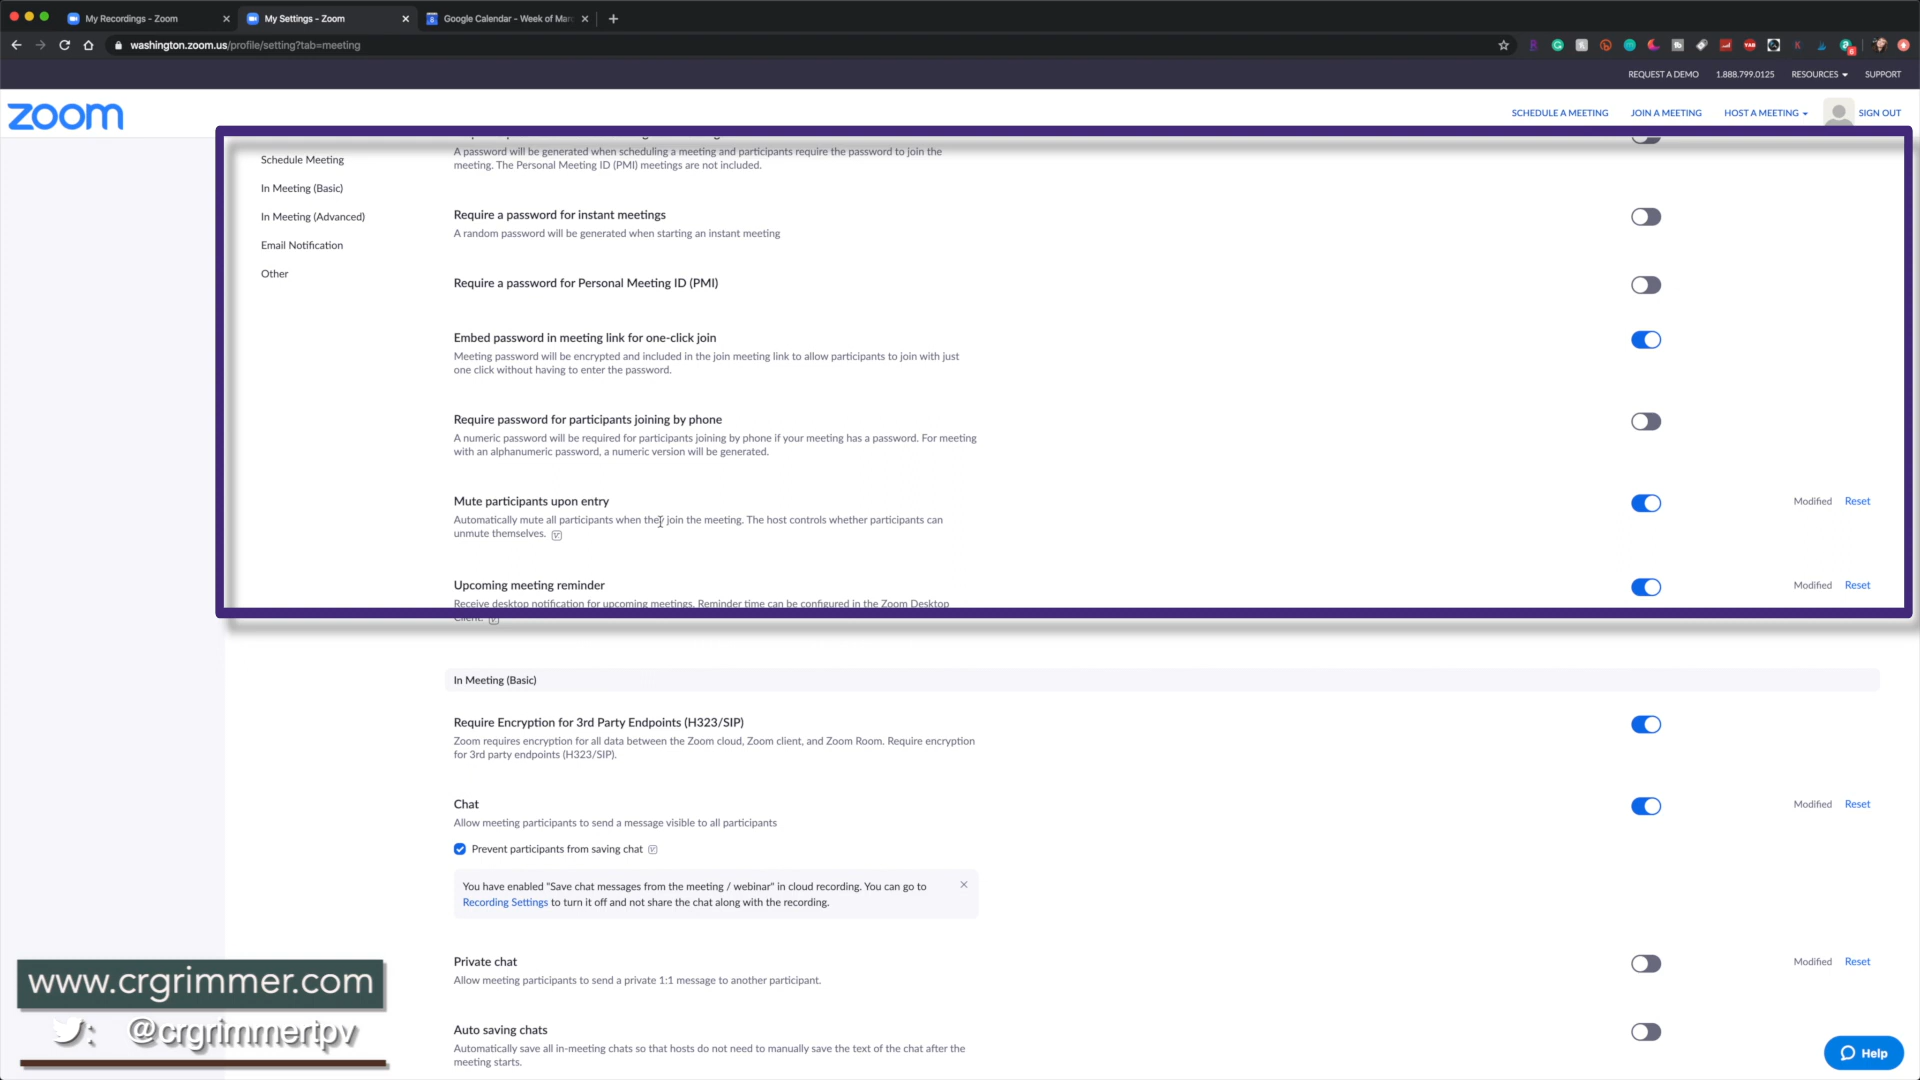 My Recordings - Zoom
My Settings - Zoom
Google Calendar - Week of Mar
washington.zoom.us/profile/setting?tab=meeting
REQUEST A DEMO
1.888.799.0125
RESOURCES
SUPPORT
zoom
SCHEDULE A MEETING
JOIN A MEETING
HOST A MEETING
SIGN OUT
Schedule Meeting
In Meeting (Basic)
In Meeting (Advanced)
Email Notification
Other
A password will be generated when scheduling a meeting and participants require the password to join the
meeting. The Personal Meeting ID (PMI) meetings are not included.
Require a password for instant meetings
A random password will be generated when starting an instant meeting
Require a password for Personal Meeting ID (PMI)
Embed password in meeting link for one-click join
Meeting password will be encrypted and included in the join meeting link to allow participants to join with just
one click without having to enter the password.
Require password for participants joining by phone
A numeric password will be required for participants joining by phone if your meeting has a password. For meeting
with an alphanumeric password, a numeric version will be generated.
Mute participants upon entry
Modified Reset
Automatically mute all participants when they join the meeting. The host controls whether participants can
unmute themselves.
Upcoming meeting reminder
Modified Reset
Receive desktop notification for upcoming meetings. Reminder time can be configured in the Zoom Desktop
Client.
In Meeting (Basic)
Require Encryption for 3rd Party Endpoints (H323/SIP)
Zoom requires encryption for all data between the Zoom cloud, Zoom client, and Zoom Room. Require encryption
for 3rd party endpoints (H323/SIP).
Chat
Modified Reset
Allow meeting participants to send a message visible to all participants
Prevent participants from saving chat
You have enabled "Save chat messages from the meeting / webinar" in cloud recording. You can go to
Recording Settings to turn it off and not share the chat along with the recording.
Private chat
Modified Reset
Allow meeting participants to send a private 1:1 message to another participant.
Auto saving chats
Automatically save all in-meeting chats so that hosts do not need to manually save the text of the chat after the
meeting starts.
www.crgrimmer.com
: @crgrimmertpv
Help